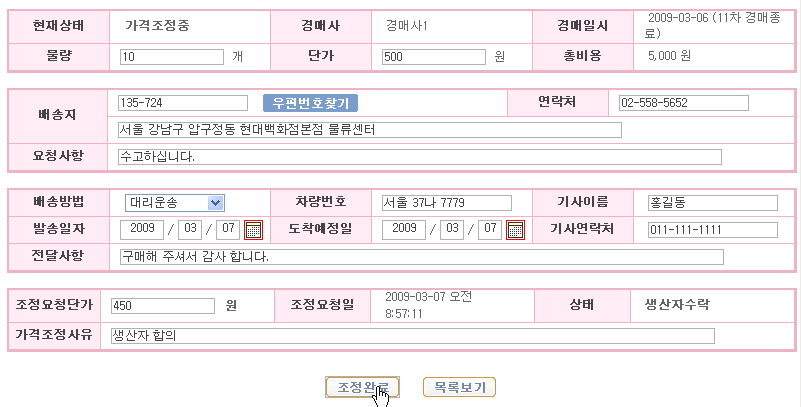 현재상태 가격조정중 경매사 경매사1 경매일시 2009-03-06 (11차 경매종료)
물량 10 개 단가 500 원 총비용 5,000 원
배송지 135-724 우편번호찾기 연락처 02-558-5652
서울 강남구 압구정동 현대백화점본점 물류센터
요청사항 수고하십니다.
배송방법 대리운송 차량번호 서울 37나 7779 기사이름 홍길동
발송일자 2009 / 03 / 07 도착예정일 2009 / 03 / 07 기사연락처 011-111-1111
전달사항 구매해 주셔서 감사 합니다.
조정요청단가 450 원 조정요청일 2009-03-07 오전 8:57:11 상태 생산자수락
가격조정사유 생산자 합의
조정완료 목록보기